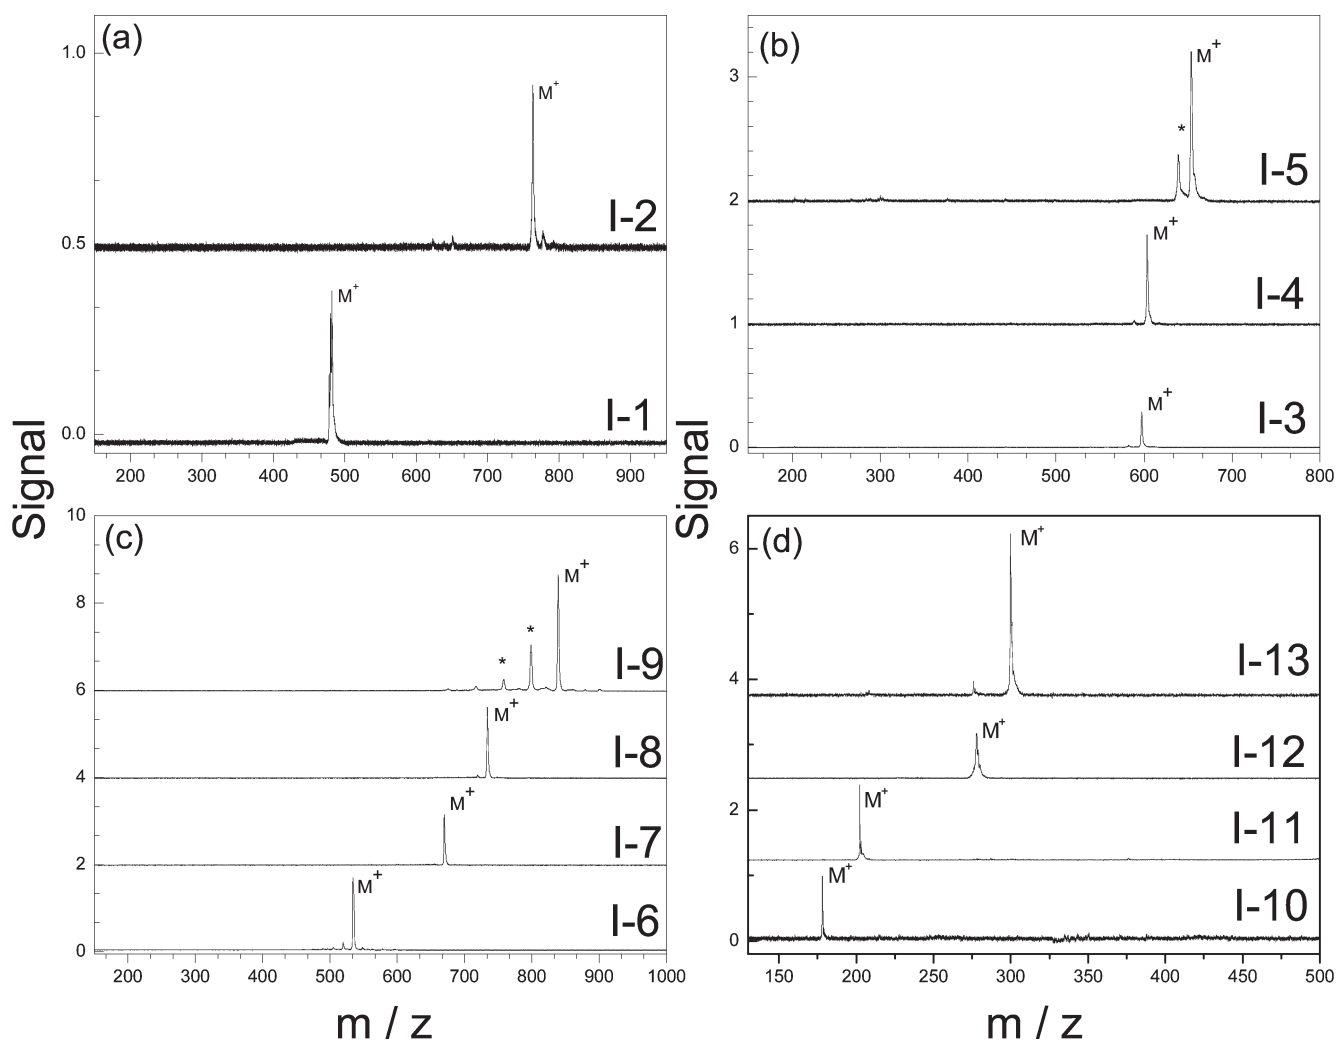 (a)
1.0
M+
I-2
0.5
M+
I-1
0.0
200 300 400 500 600 700 800 900
Signal
(b)
3
M+
*
I-5
2
M+
I-4
1
M+
I-3
0
200 300 400 500 600 700 800
Signal
10
(c)
M+
8
*
*
I-9
6
M+
I-8
4
M+
I-7
2
M+
I-6
0
200 300 400 500 600 700 800 900 1000
m / z
(d)
M+
6
I-13
4
M+
I-12
2
M+
I-11
M+
I-10
0
150 200 250 300 350 400 450 500
m / z